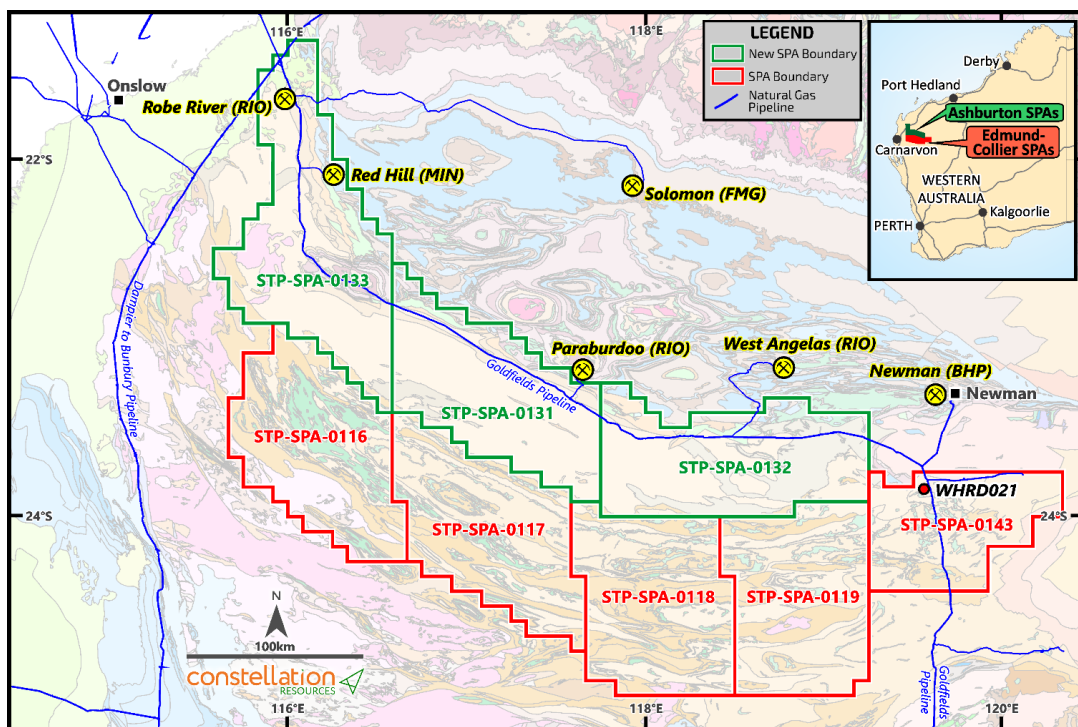 116°E
118°E
LEGEND
New SPA Boundary
SPA Boundary
Natural Gas
Pipeline
Derby
Port Hedland
Ashburton SPAs
Edmund-
Collier SPAs
Carnarvon
WESTERN
AUSTRALIA
Kalgoorlie
PERTH
Onslow
Robe River (RIO)
22°S
Red Hill (MIN)
Solomon (FMG)
STP-SPA-0133
Dampier to Bunbury Pipeline
Goldfields Pipeline
Paraburdoo (RIO)
West Angelas (RIO)
Newman (BHP)
Newman
STP-SPA-0131
STP-SPA-0116
STP-SPA-0132
WHRD021
24°S
24°S
STP-SPA-0117
STP-SPA-0143
STP-SPA-0118
STP-SPA-0119
N
100km
constellation
RESOURCES
Goldfields
Pipeline
116°E
118°E
120°E